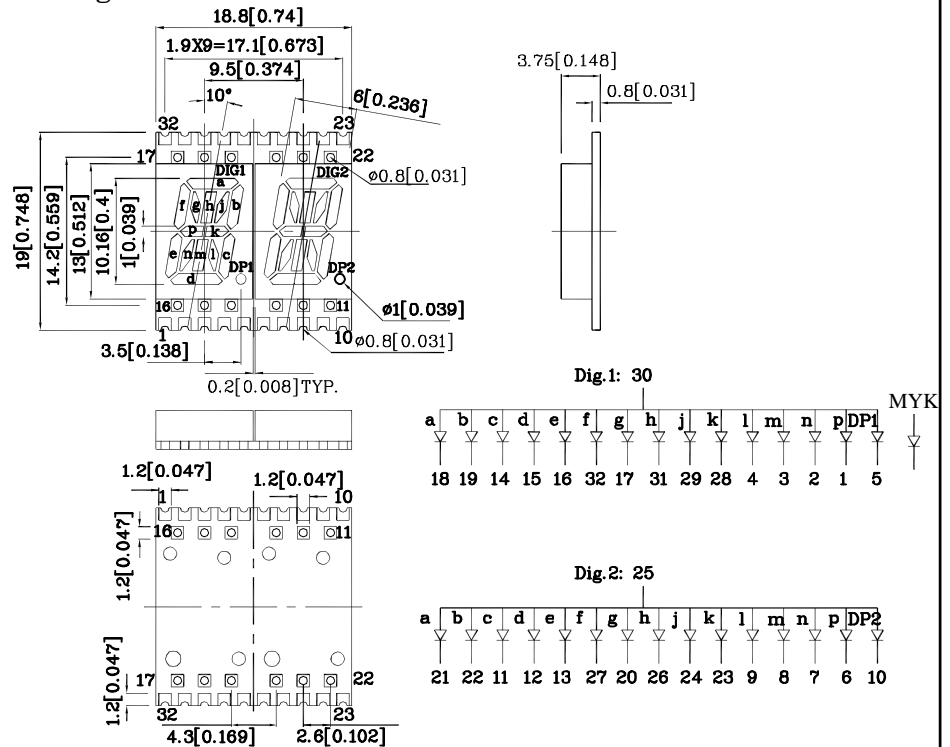 18.8[0.74]
1.9X9=17.1[0.673]
9.5[0.374]
10°
6[0.236]
32
23
17
22
DIG1
DIG2
a
f g h j b
p k
e n m l c
d
DP1
DP2
16
11
1
10
ø0.8[0.031]
ø1[0.039]
ø0.8[0.031]
19[0.748]
14.2[0.559]
13[0.512]
10.16[0.4]
1[0.039]
3.5[0.138]
0.2[0.008]TYP.
3.75[0.148]
0.8[0.031]
1.2[0.047]
1.2[0.047]
1
10
16
11
1.2[0.047]
1.2[0.047]
17
22
32
23
4.3[0.169]
2.6[0.102]
Dig.1: 30
MYK
a b c d e f g h j k l m n p DP1
18 19 14 15 16 32 17 31 29 28 4 3 2 1 5
Dig.2: 25
a b c d e f g h j k l m n p DP2
21 22 11 12 13 27 20 26 24 23 9 8 7 6 10